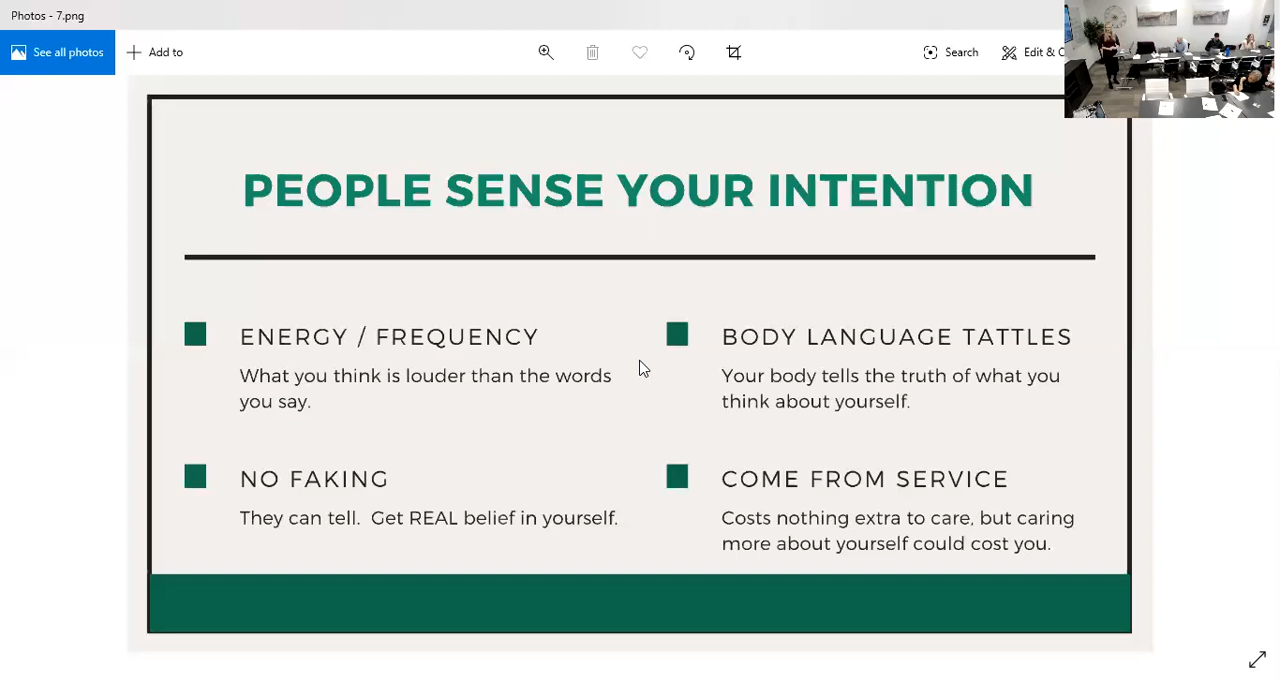 Photos - 7.png
See all photos
Add to
Search
Edit & C
PEOPLE SENSE YOUR INTENTION
ENERGY / FREQUENCY
What you think is louder than the words
you say.
BODY LANGUAGE TATTLES
Your body tells the truth of what you
think about yourself.
NO FAKING
They can tell.  Get REAL belief in yourself.
COME FROM SERVICE
Costs nothing extra to care, but caring
more about yourself could cost you.